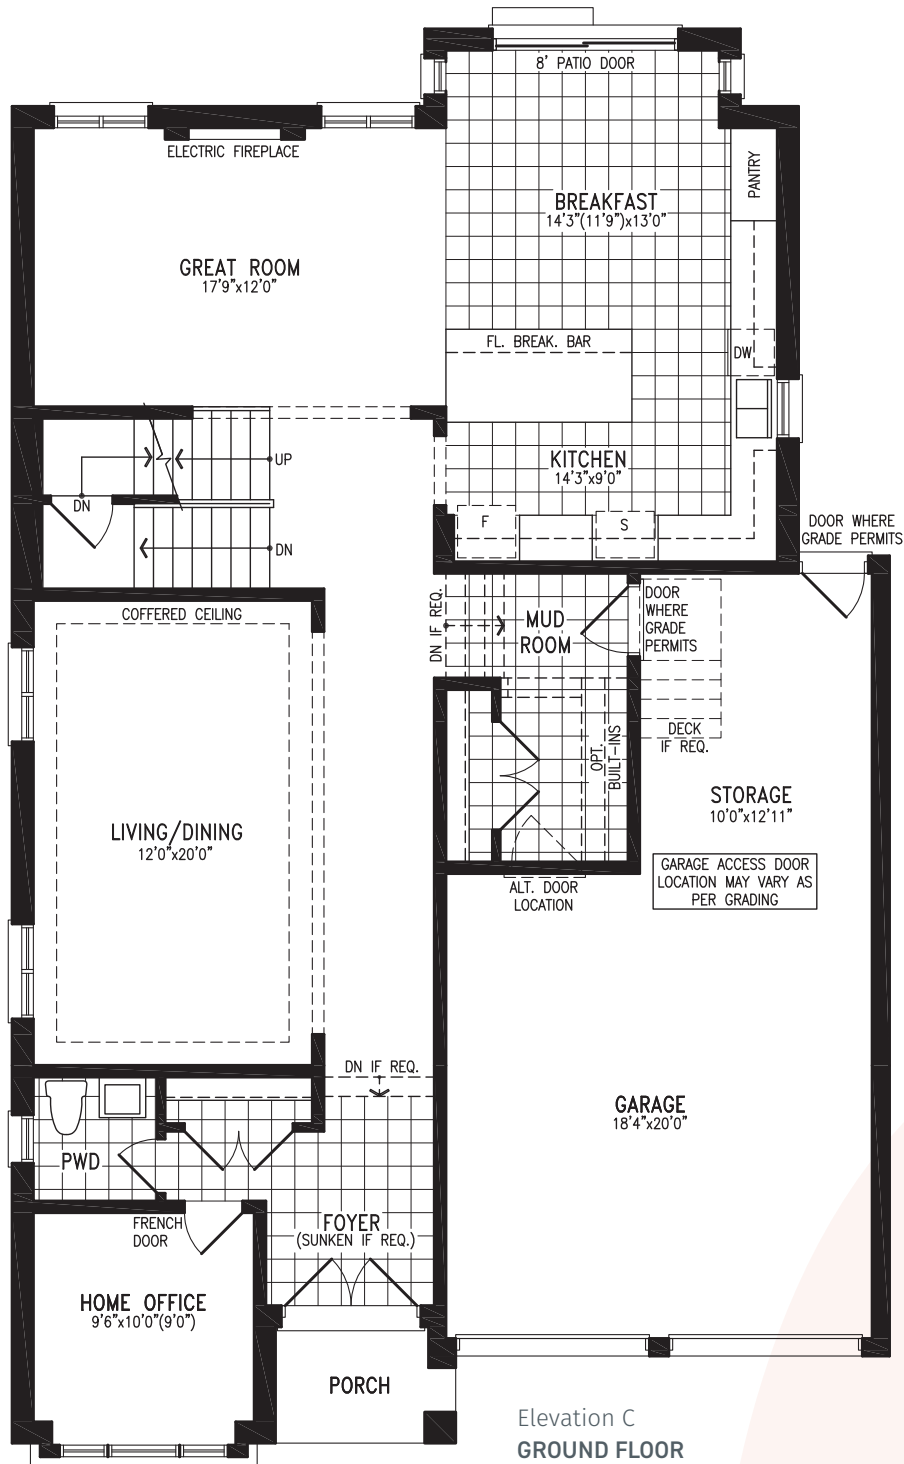 8' PATIO DOOR
ELECTRIC FIREPLACE
PANTRY
BREAKFAST
14'3"(11'9")x13'0"
GREAT ROOM
17'9"x12'0"
FL. BREAK. BAR
DW
UP
KITCHEN
14'3"x9'0"
DN
F
S
DOOR WHERE
GRADE PERMITS
DN
COFFERED CEILING
DN IF REQ.
MUD
ROOM
DOOR
WHERE
GRADE
PERMITS
DECK
IF REQ.
OPT.
BUILT-INS
STORAGE
10'0"x12'11"
LIVING/DINING
12'0"x20'0"
GARAGE ACCESS DOOR
LOCATION MAY VARY AS
PER GRADING
ALT. DOOR
LOCATION
DN IF REQ.
GARAGE
18'4"x20'0"
PWD
FRENCH
DOOR
FOYER
(SUNKEN IF REQ.)
HOME OFFICE
9'6"x10'0"(9'0")
PORCH
Elevation C
GROUND FLOOR